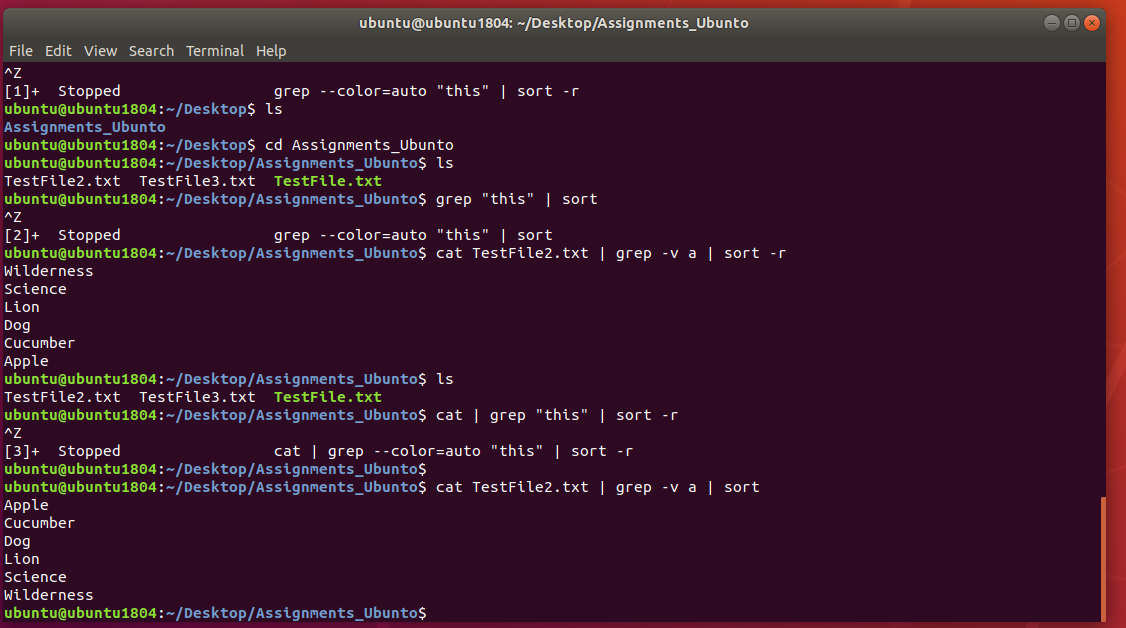 ubuntu@ubuntu1804: ~/Desktop/Assignments_Ubunto
File Edit View Search Terminal Help
^Z
[1]+  Stopped                 grep --color=auto "this" | sort -r
ubuntu@ubuntu1804:~/Desktop$ ls
Assignments_Ubunto
ubuntu@ubuntu1804:~/Desktop$ cd Assignments_Ubunto
ubuntu@ubuntu1804:~/Desktop/Assignments_Ubunto$ ls
TestFile2.txt  TestFile3.txt  TestFile.txt
ubuntu@ubuntu1804:~/Desktop/Assignments_Ubunto$ grep "this" | sort
^Z
[2]+  Stopped                 grep --color=auto "this" | sort
ubuntu@ubuntu1804:~/Desktop/Assignments_Ubunto$ cat TestFile2.txt | grep -v a | sort -r
Wilderness
Science
Lion
Dog
Cucumber
Apple
ubuntu@ubuntu1804:~/Desktop/Assignments_Ubunto$ ls
TestFile2.txt  TestFile3.txt  TestFile.txt
ubuntu@ubuntu1804:~/Desktop/Assignments_Ubunto$ cat | grep "this" | sort -r
^Z
[3]+  Stopped                 cat | grep --color=auto "this" | sort -r
ubuntu@ubuntu1804:~/Desktop/Assignments_Ubunto$
ubuntu@ubuntu1804:~/Desktop/Assignments_Ubunto$ cat TestFile2.txt | grep -v a | sort
Apple
Cucumber
Dog
Lion
Science
Wilderness
ubuntu@ubuntu1804:~/Desktop/Assignments_Ubunto$